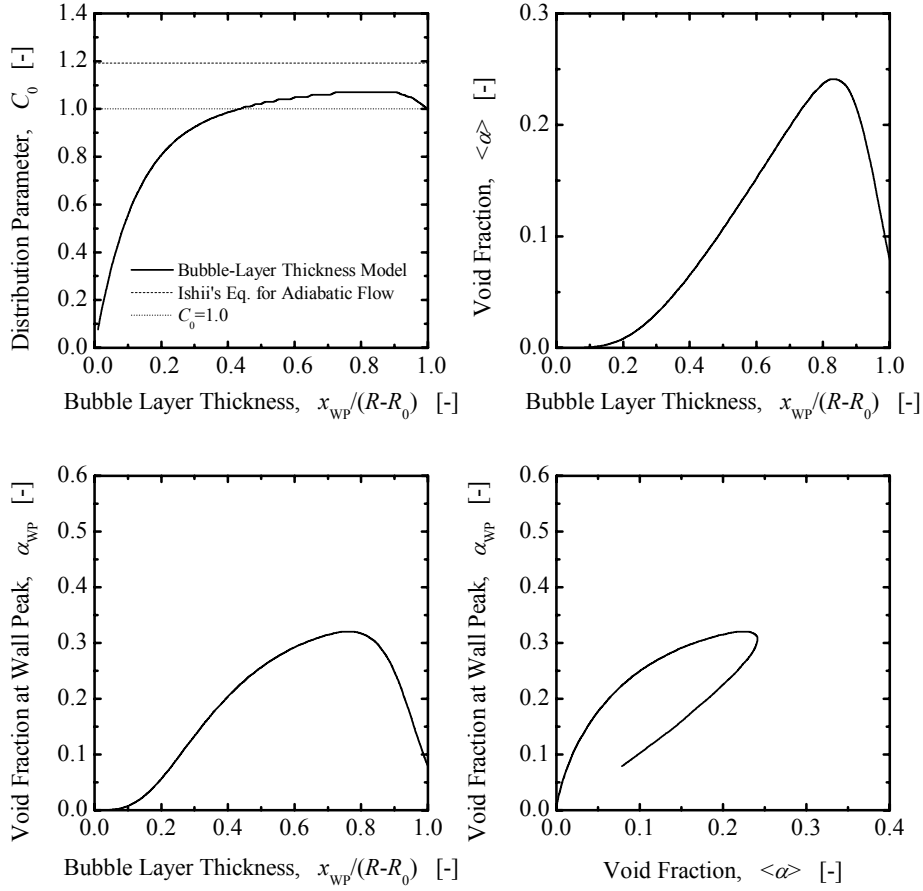 1.4
1.2
1.0
0.8
0.6
0.4
0.2
0.0
0.0 0.2 0.4 0.6 0.8 1.0
Distribution Parameter, C₀ [-]
Bubble-Layer Thickness Model
Ishii's Eq. for Adiabatic Flow
C₀=1.0
Bubble Layer Thickness, x_WP/(R-R₀) [-]
0.3
0.2
0.1
0.0
0.0 0.2 0.4 0.6 0.8 1.0
Void Fraction, <α> [-]
Bubble Layer Thickness, x_WP/(R-R₀) [-]
0.6
0.5
0.4
0.3
0.2
0.1
0.0
0.0 0.2 0.4 0.6 0.8 1.0
Void Fraction at Wall Peak, α_WP [-]
Bubble Layer Thickness, x_WP/(R-R₀) [-]
0.6
0.5
0.4
0.3
0.2
0.1
0.0
0.0 0.1 0.2 0.3 0.4
Void Fraction at Wall Peak, α_WP [-]
Void Fraction, <α> [-]